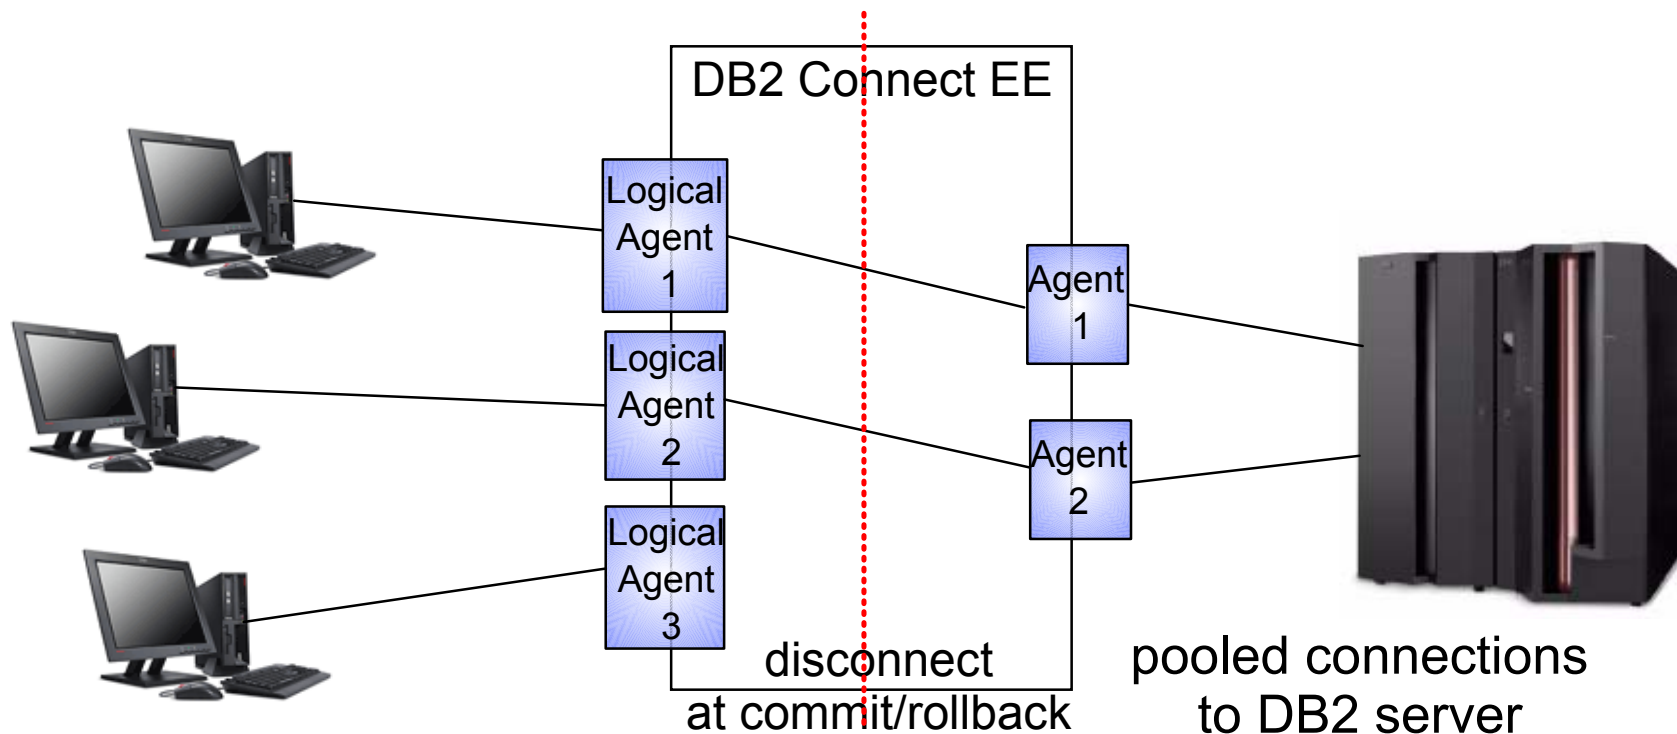 DB2 Connect EE
Logical
Agent
1
Agent
1
Logical
Agent
2
Agent
2
Logical
Agent
3
disconnect
at commit/rollback
pooled connections
to DB2 server